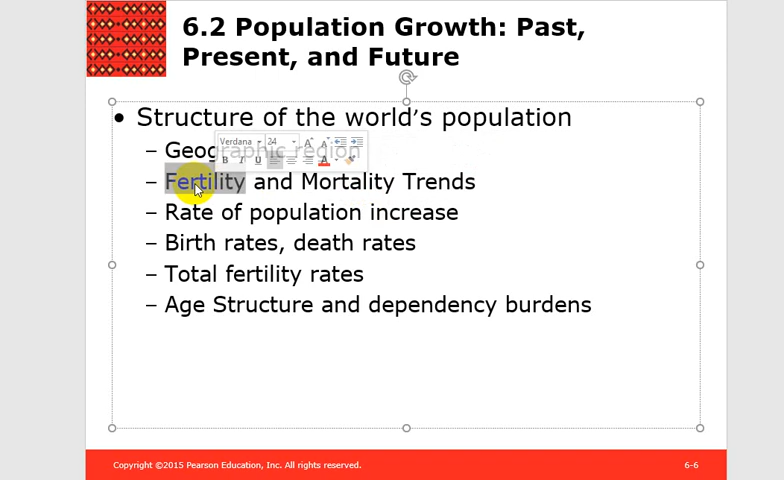 6.2 Population Growth: Past,
Present, and Future
• Structure of the world's population
– Geographic region
Verdana 24
B I U A
– Fertility and Mortality Trends
– Rate of population increase
– Birth rates, death rates
– Total fertility rates
– Age Structure and dependency burdens
Copyright ©2015 Pearson Education, Inc. All rights reserved. 6-6